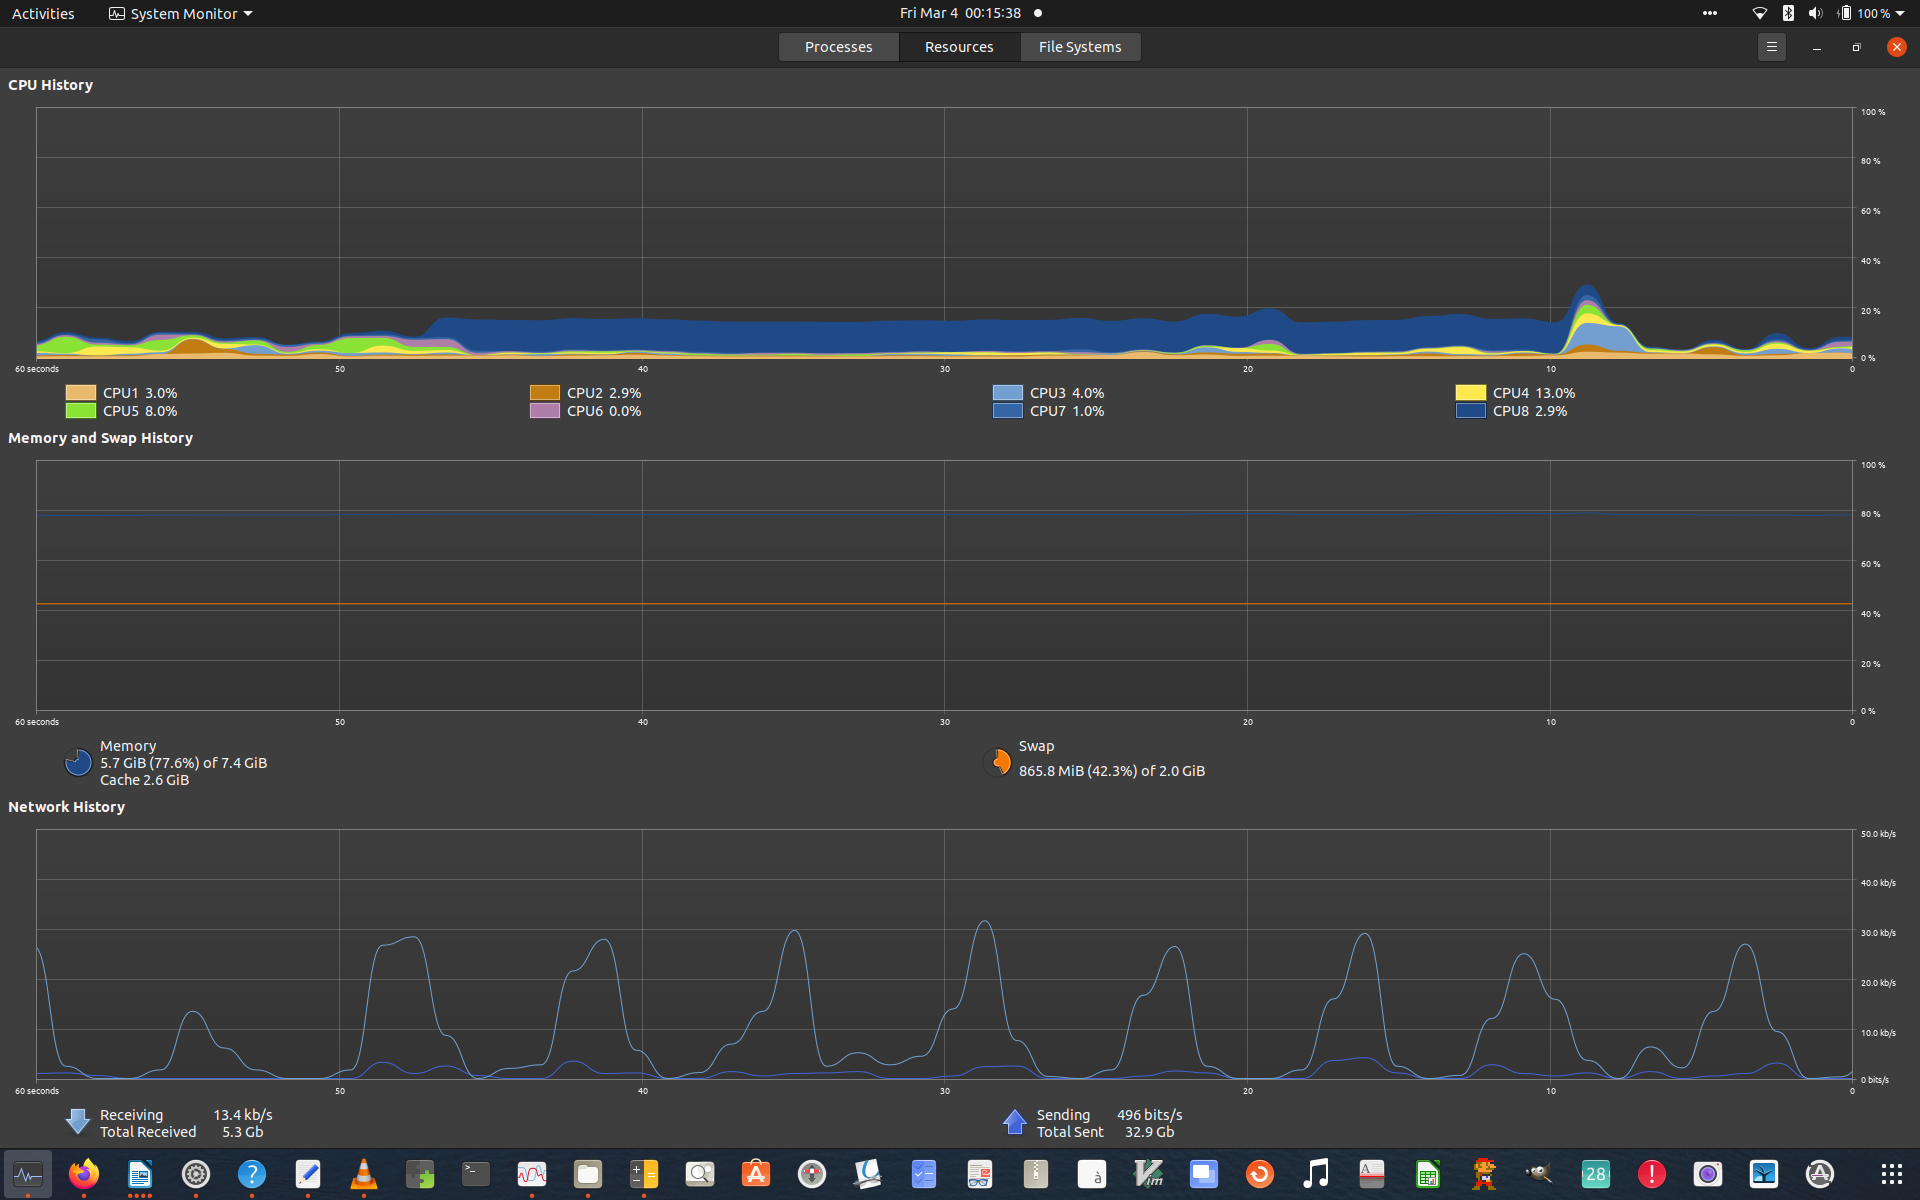 Activities
System Monitor
Fri Mar 4 00:15:38
100 %
Processes
Resources
File Systems
CPU History
100 %
80 %
60 %
40 %
20 %
0 %
60 seconds 50 40 30 20 10 0
CPU1 3.0% CPU2 2.9% CPU3 4.0% CPU4 13.0%
CPU5 8.0% CPU6 0.0% CPU7 1.0% CPU8 2.9%
Memory and Swap History
100 %
80 %
60 %
40 %
20 %
0 %
60 seconds 50 40 30 20 10 0
Memory
5.7 GiB (77.6%) of 7.4 GiB
Cache 2.6 GiB
Swap
865.8 MiB (42.3%) of 2.0 GiB
Network History
50.0 kb/s
40.0 kb/s
30.0 kb/s
20.0 kb/s
10.0 kb/s
0 bits/s
60 seconds 50 40 30 20 10 0
Receiving 13.4 kb/s
Total Received 5.3 Gb
Sending 496 bits/s
Total Sent 32.9 Gb
?
>_
à
Vim
A
28
!